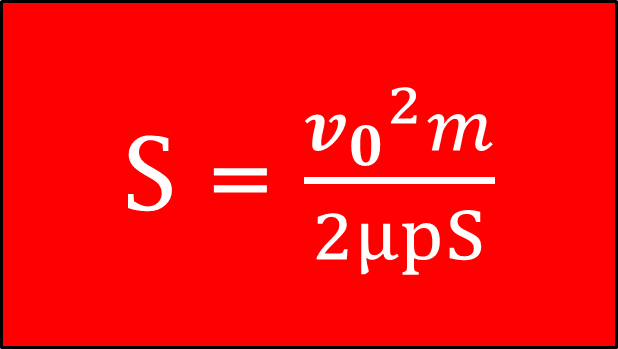 S = v₀²m / 2μpS